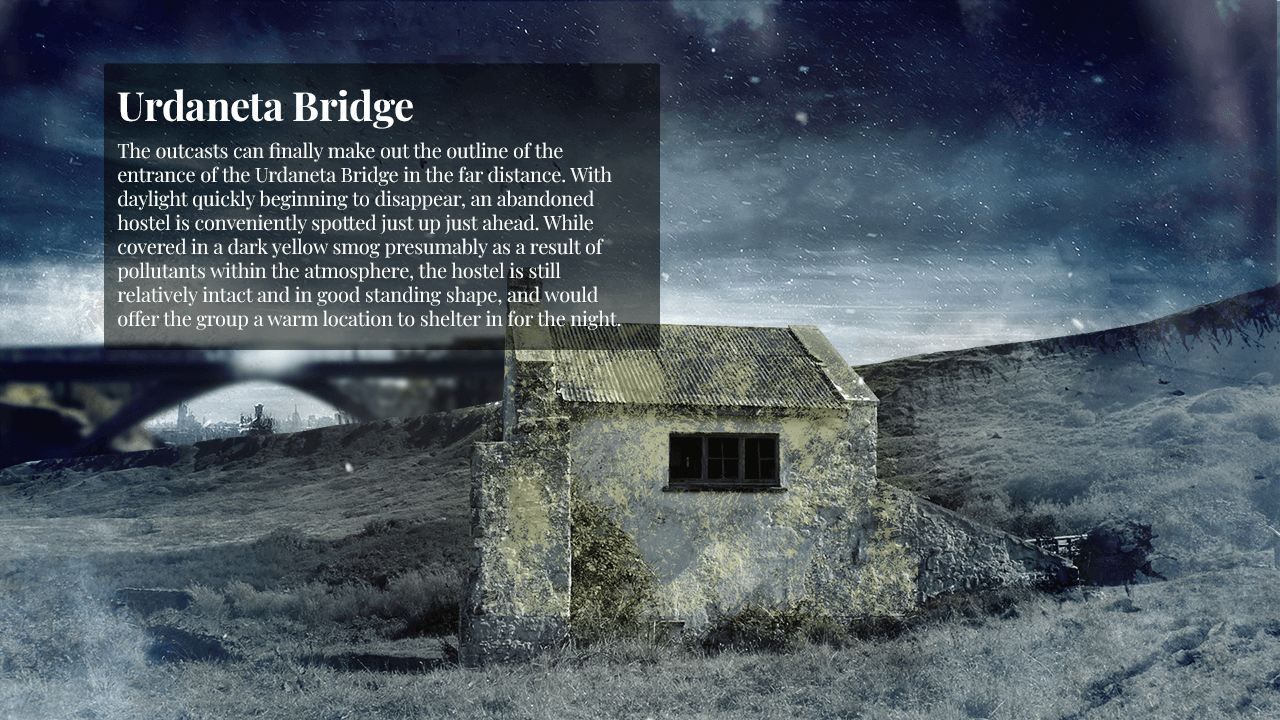 Urdaneta Bridge
The outcasts can finally make out the outline of the
entrance of the Urdaneta Bridge in the far distance. With
daylight quickly beginning to disappear, an abandoned
hostel is conveniently spotted just up just ahead. While
covered in a dark yellow smog presumably as a result of
pollutants within the atmosphere, the hostel is still
relatively intact and in good standing shape, and would
offer the group a warm location to shelter in for the night.